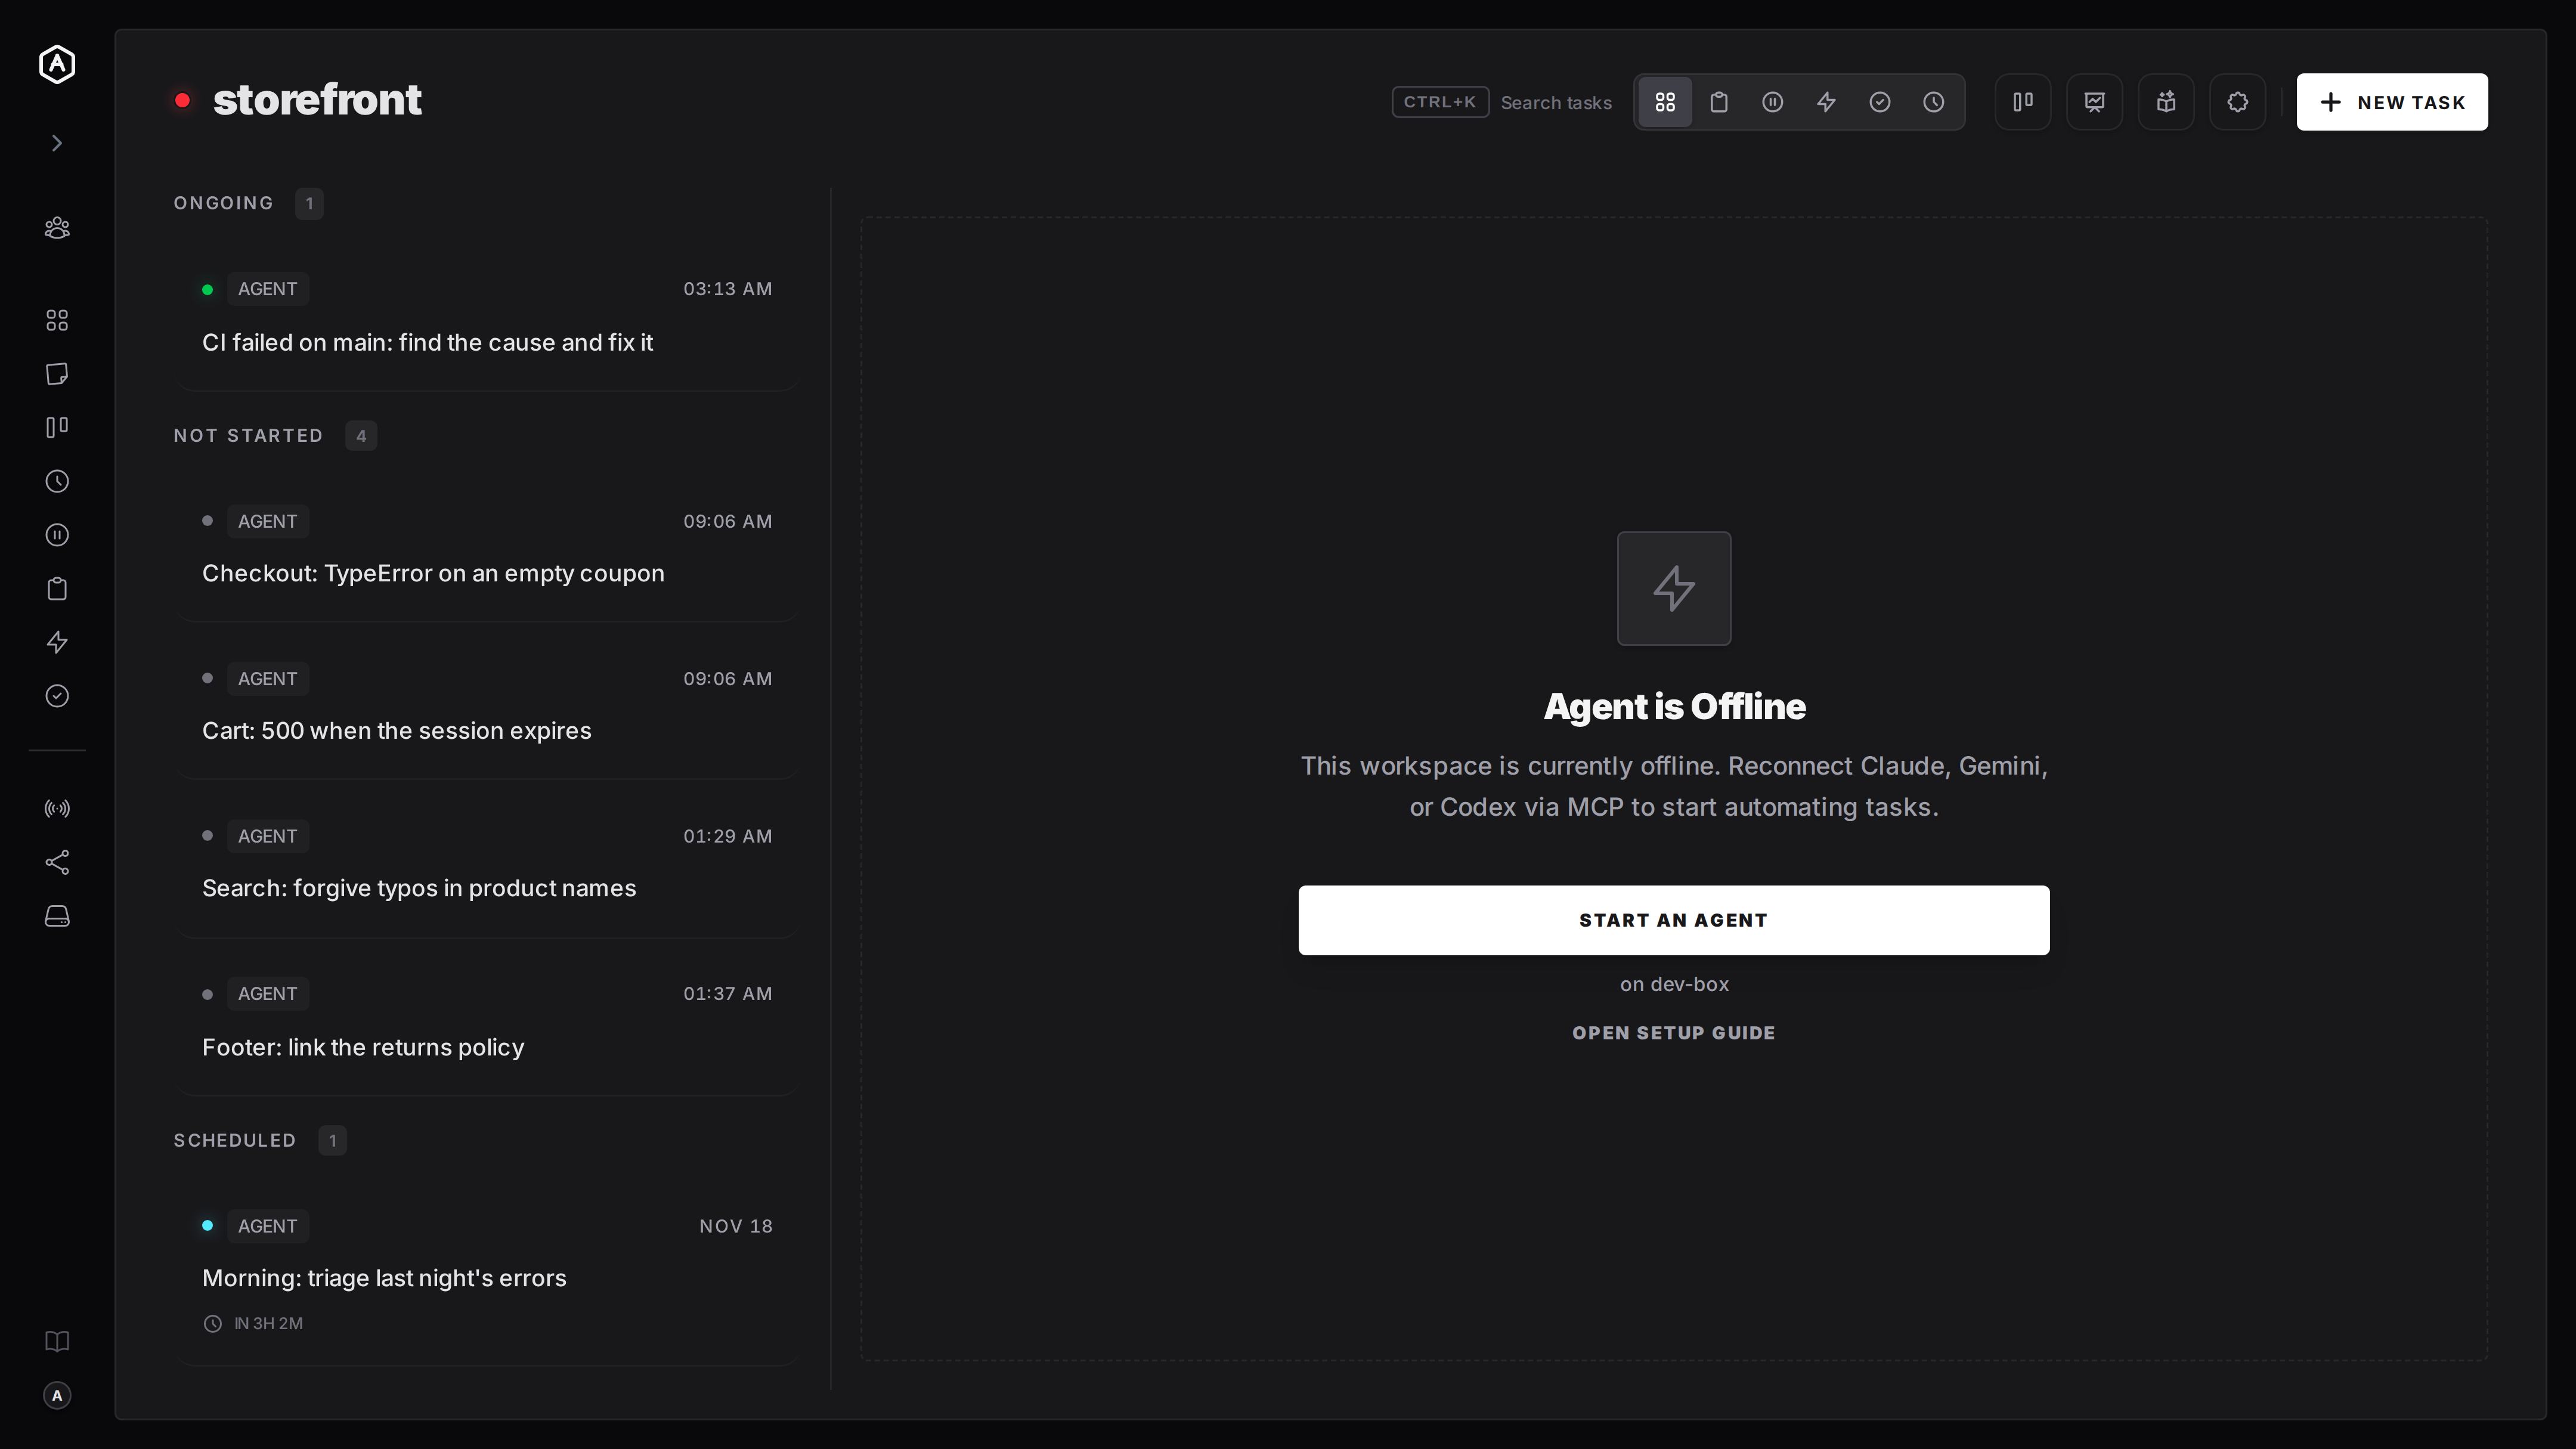 storefront
CTRL+K Search tasks
NEW TASK
ONGOING 1
AGENT 03:13 AM
CI failed on main: find the cause and fix it
NOT STARTED 4
AGENT 09:06 AM
Checkout: TypeError on an empty coupon
AGENT 09:06 AM
Cart: 500 when the session expires
AGENT 01:29 AM
Search: forgive typos in product names
AGENT 01:37 AM
Footer: link the returns policy
SCHEDULED 1
AGENT NOV 18
Morning: triage last night's errors
IN 3H 2M
Agent is Offline
This workspace is currently offline. Reconnect Claude, Gemini,
or Codex via MCP to start automating tasks.
START AN AGENT
on dev-box
OPEN SETUP GUIDE
A